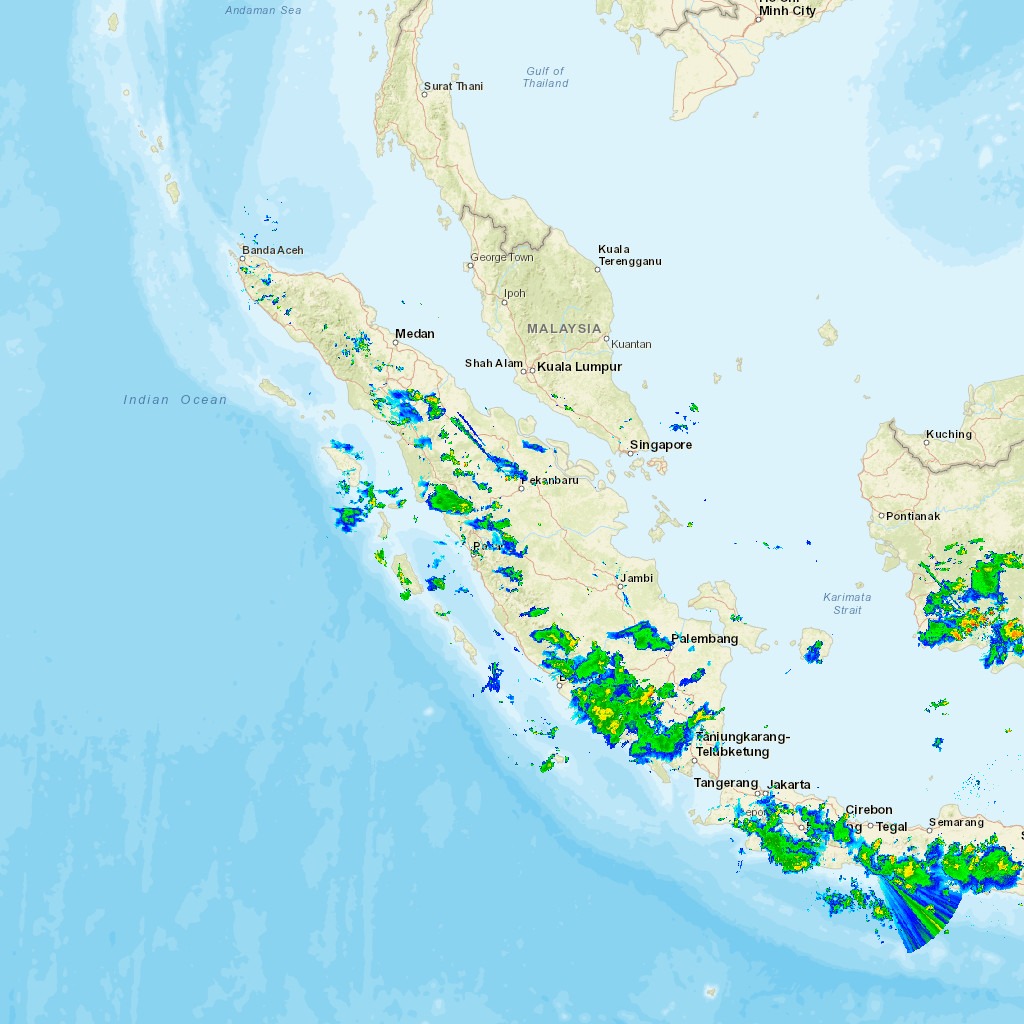 Andaman Sea
Minh City
Gulf of
Thailand
Surat Thani
Banda Aceh
George Town
Kuala
Terengganu
Ipoh
MALAYSIA
Medan
Kuantan
Shah Alam
Kuala Lumpur
Indian Ocean
Singapore
Kuching
Pekanbaru
Pontianak
Jambi
Karimata
Strait
Palembang
Tanjungkarang-
Telubketung
Tangerang
Jakarta
Cirebon
Tegal
Semarang